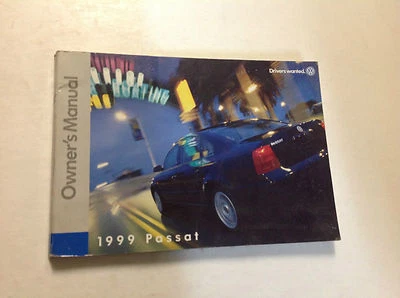 Owner's Manual
Drivers wanted.
1999 Passat